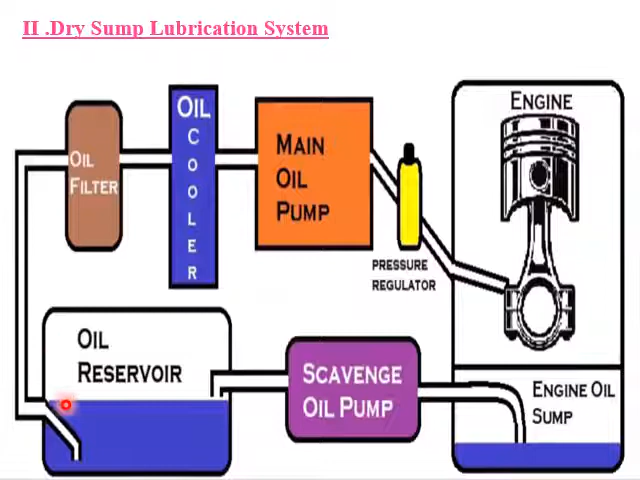 II .Dry Sump Lubrication System
OIL
COOLER
ENGINE
OIL
FILTER
MAIN
OIL
PUMP
PRESSURE
REGULATOR
OIL
RESERVOIR
SCAVENGE
OIL PUMP
ENGINE OIL
SUMP